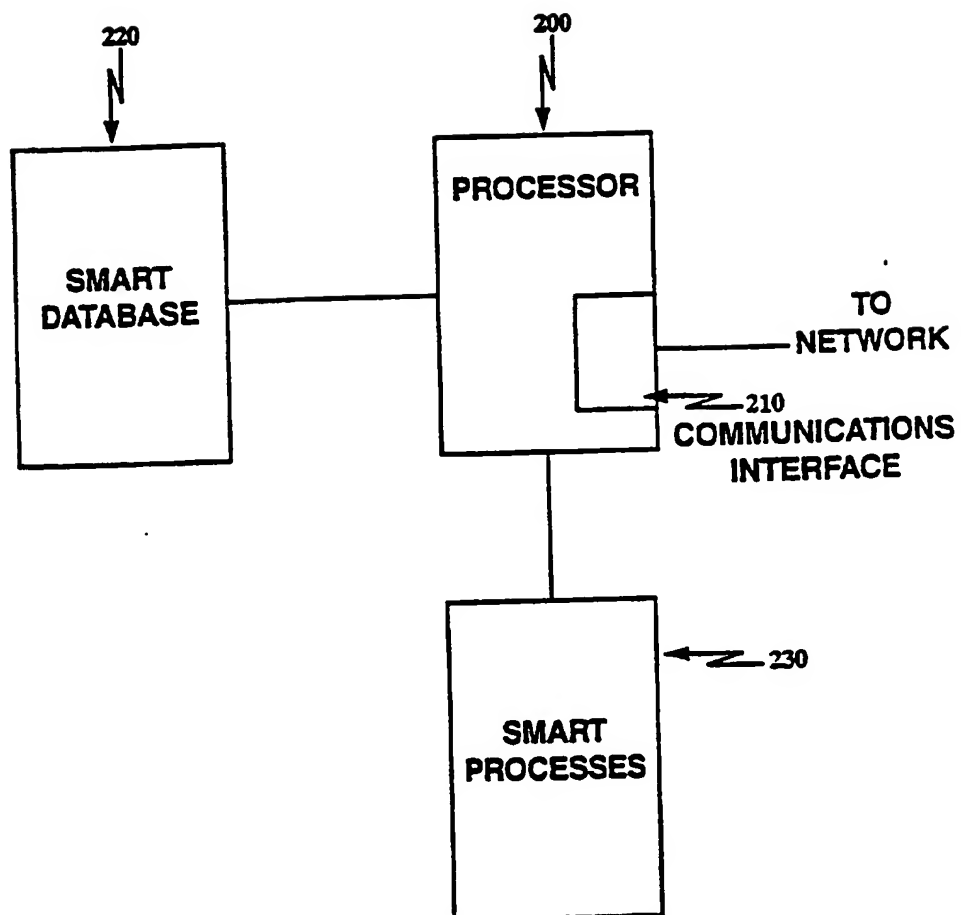 220
200
PROCESSOR
SMART
DATABASE
TO
NETWORK
210
COMMUNICATIONS
INTERFACE
230
SMART
PROCESSES